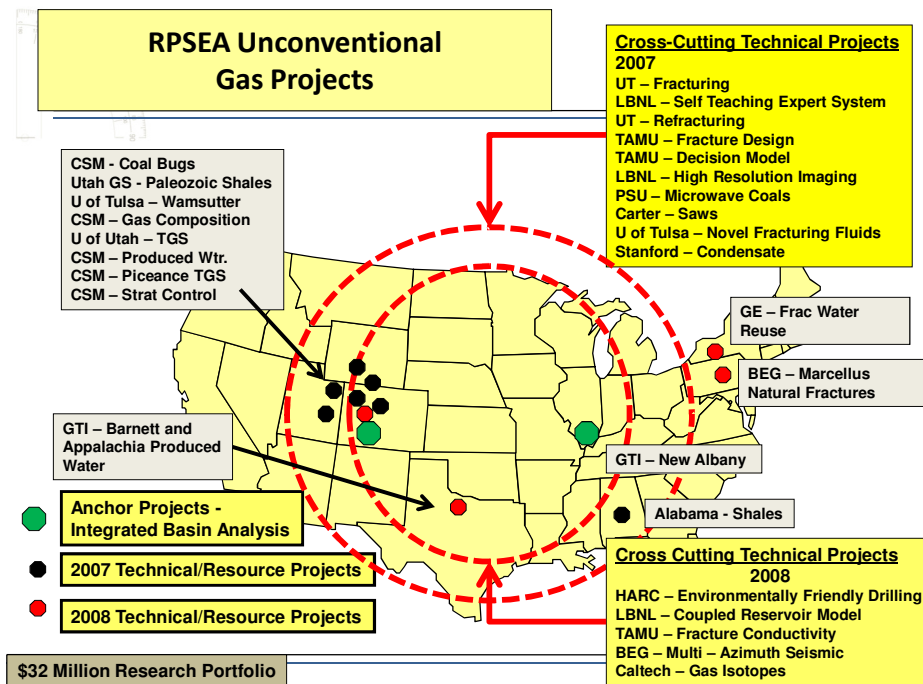 RPSEA Unconventional
Gas Projects
Cross-Cutting Technical Projects
2007
UT – Fracturing
LBNL – Self Teaching Expert System
UT – Refracturing
TAMU – Fracture Design
TAMU – Decision Model
LBNL – High Resolution Imaging
PSU – Microwave Coals
Carter – Saws
U of Tulsa – Novel Fracturing Fluids
Stanford – Condensate
CSM - Coal Bugs
Utah GS - Paleozoic Shales
U of Tulsa – Wamsutter
CSM – Gas Composition
U of Utah – TGS
CSM – Produced Wtr.
CSM – Piceance TGS
CSM – Strat Control
GE – Frac Water
Reuse
BEG – Marcellus
Natural Fractures
GTI – Barnett and
Appalachia Produced
Water
GTI – New Albany
Alabama - Shales
Anchor Projects -
Integrated Basin Analysis
2007 Technical/Resource Projects
2008 Technical/Resource Projects
Cross Cutting Technical Projects
2008
HARC – Environmentally Friendly Drilling
LBNL – Coupled Reservoir Model
TAMU – Fracture Conductivity
BEG – Multi – Azimuth Seismic
Caltech – Gas Isotopes
$32 Million Research Portfolio